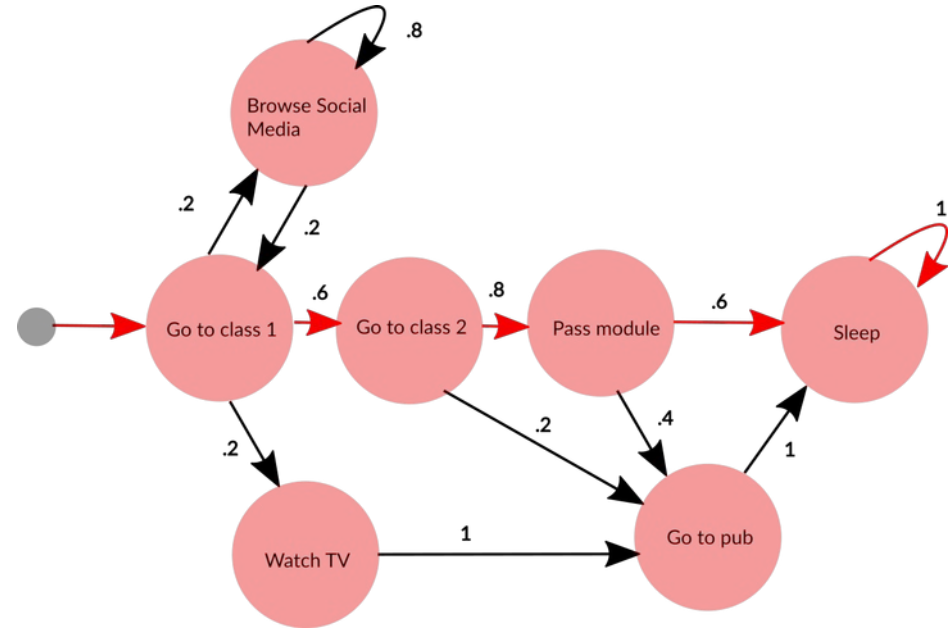 .8
Browse Social
Media
.2
.2
1
.6
.8
.6
Go to class 1
Go to class 2
Pass module
Sleep
.2
.2
.4
1
1
Go to pub
Watch TV